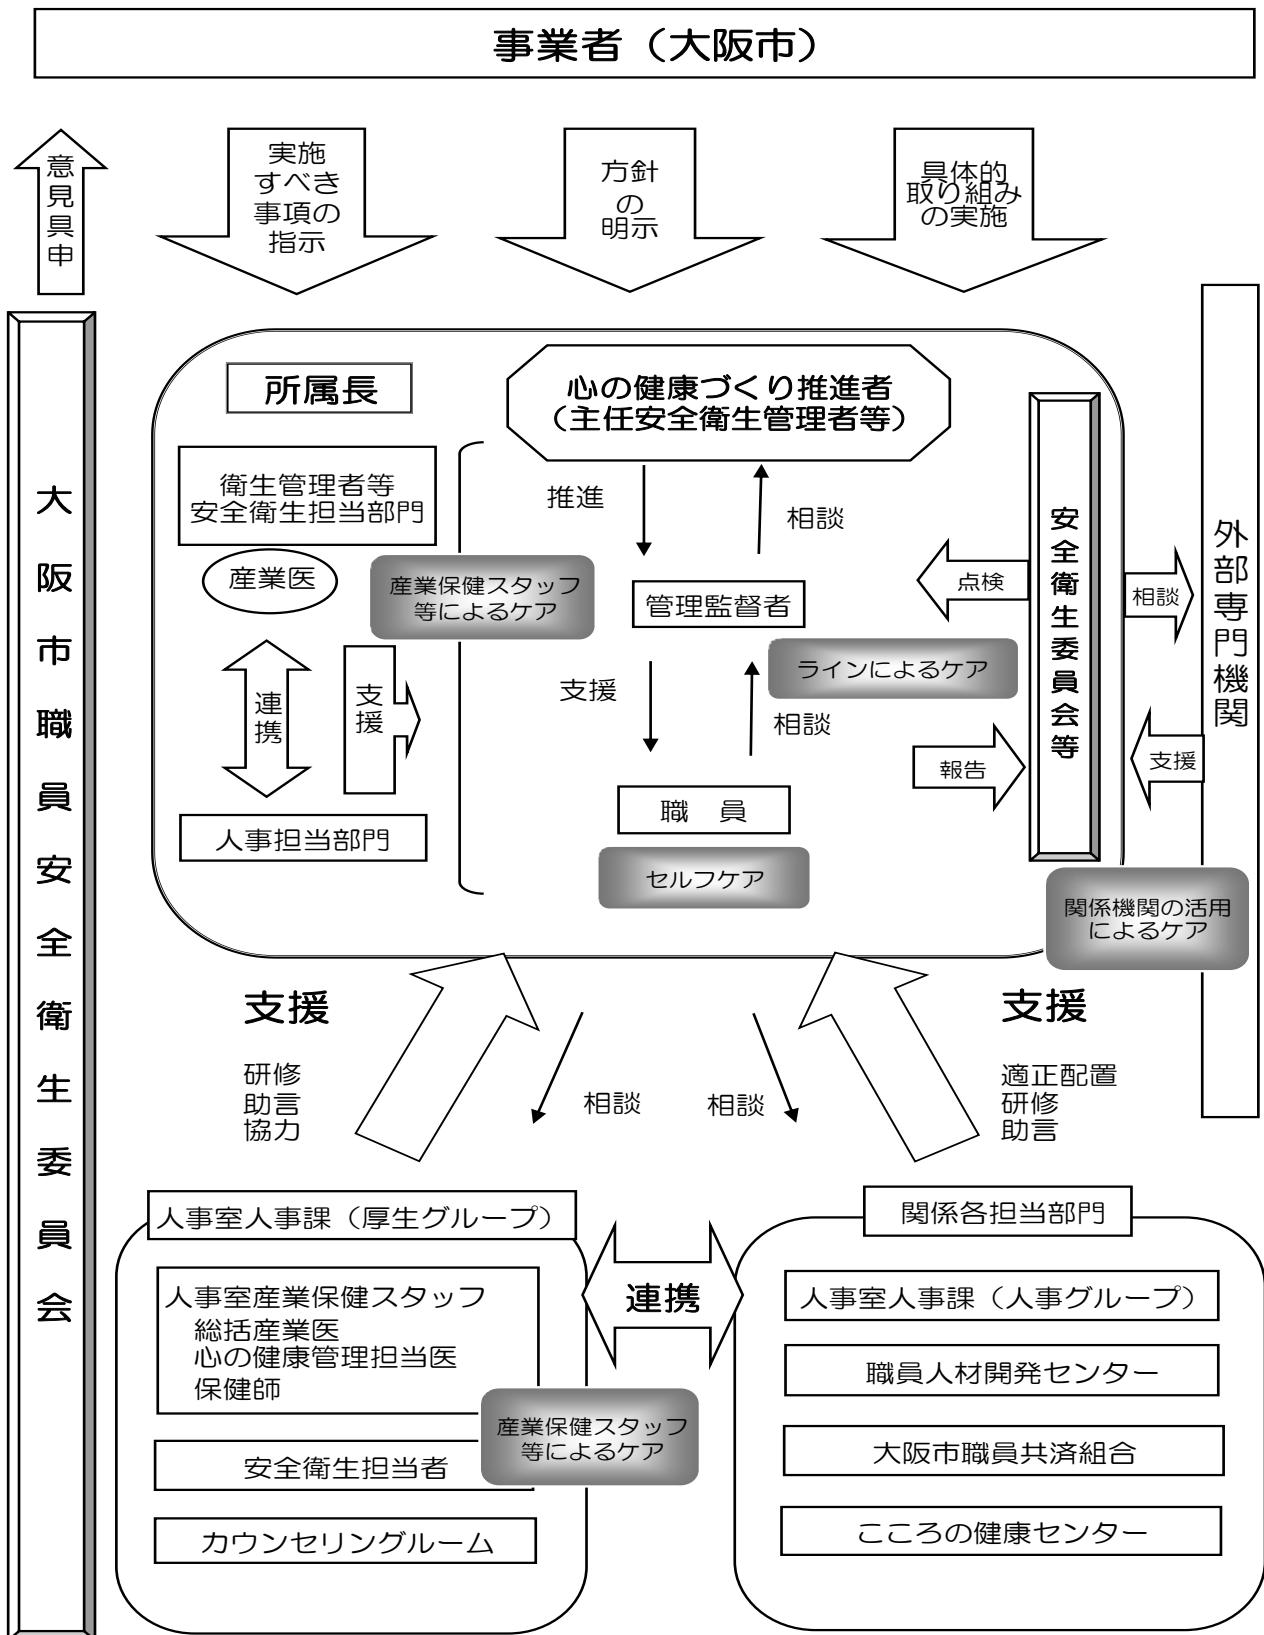 事業者（大阪市）
意見具申
実施
すべき
事項の
指示
方針
の
明示
具体的
取り組み
の実施
大阪市職員安全衛生委員会
所属長
心の健康づくり推進者
（主任安全衛生管理者等）
衛生管理者等
安全衛生担当部門
産業医
連携
支援
人事担当部門
産業保健スタッフ
等によるケア
推進
相談
管理監督者
ラインによるケア
支援
相談
職　員
セルフケア
点検
報告
安全衛生委員会等
相談
支援
外部専門機関
関係機関の活用
によるケア
支援
研修
助言
協力
相談
相談
支援
適正配置
研修
助言
人事室人事課（厚生グループ）
人事室産業保健スタッフ
総括産業医
心の健康管理担当医
保健師
産業保健スタッフ
等によるケア
安全衛生担当者
カウンセリングルーム
連携
関係各担当部門
人事室人事課（人事グループ）
職員人材開発センター
大阪市職員共済組合
こころの健康センター